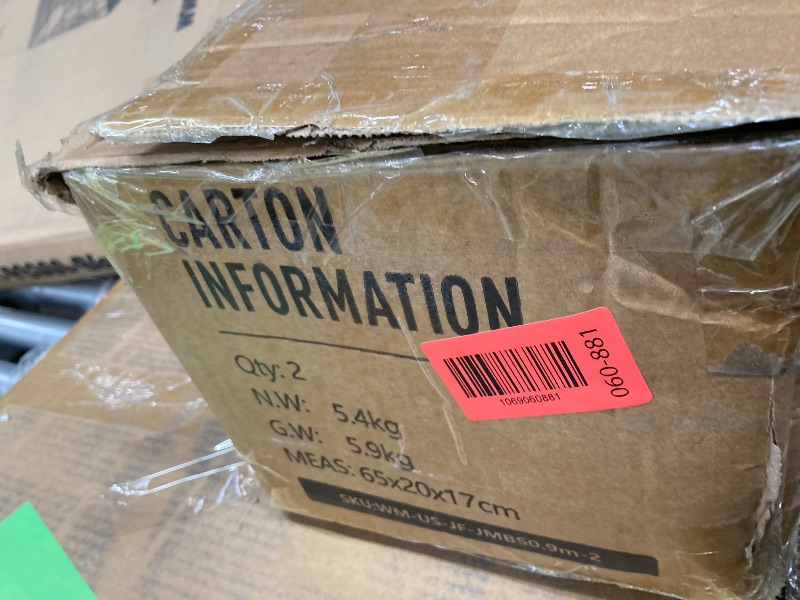 CARTON
INFORMATION
Qty: 2
N.W: 5.4kg
G.W: 5.9kg
MEAS: 65x20x17cm
SKU:WM-US-JF-JMBS0.9m-2
1069060881
060-881